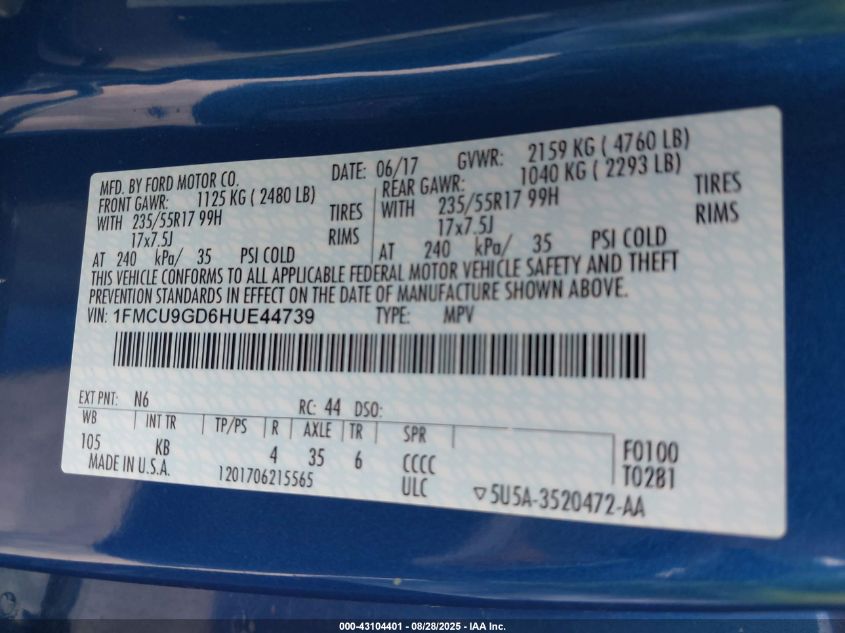 MFD. BY FORD MOTOR CO. DATE: 06/17 GVWR: 2159 KG ( 4760 LB)
FRONT GAWR: 1125 KG ( 2480 LB) REAR GAWR: 1040 KG ( 2293 LB)
WITH 235/55R17 99H TIRES WITH 235/55R17 99H TIRES
17x7.5J RIMS 17x7.5J RIMS
AT 240 kPa/ 35 PSI COLD AT 240 kPa/ 35 PSI COLD
THIS VEHICLE CONFORMS TO ALL APPLICABLE FEDERAL MOTOR VEHICLE SAFETY AND THEFT
PREVENTION STANDARDS IN EFFECT ON THE DATE OF MANUFACTURE SHOWN ABOVE.
VIN: 1FMCU9GD6HUE44739 TYPE: MPV
EXT PNT: N6 RC: 44 DSO:
WB INT TR TP/PS R AXLE TR SPR
105 KB 4 35 6 CCCC F0100
MADE IN U.S.A. 1201706215565 ULC T0281
▽5U5A-3520472-AA
000-43104401 - 08/28/2025 - IAA Inc.